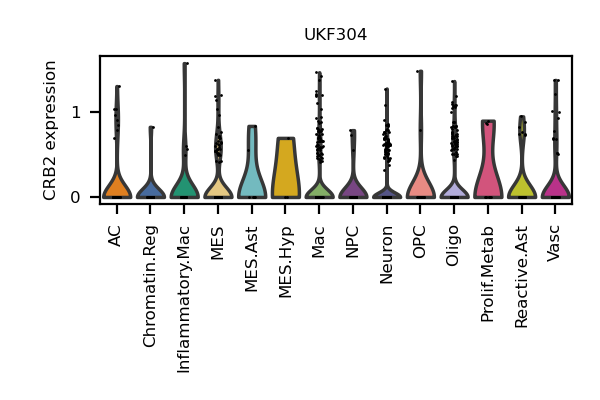 UKF304
CRB2 expression
1
0
AC
Chromatin.Reg
Inflammatory.Mac
MES
MES.Ast
MES.Hyp
Mac
NPC
Neuron
OPC
Oligo
Prolif.Metab
Reactive.Ast
Vasc